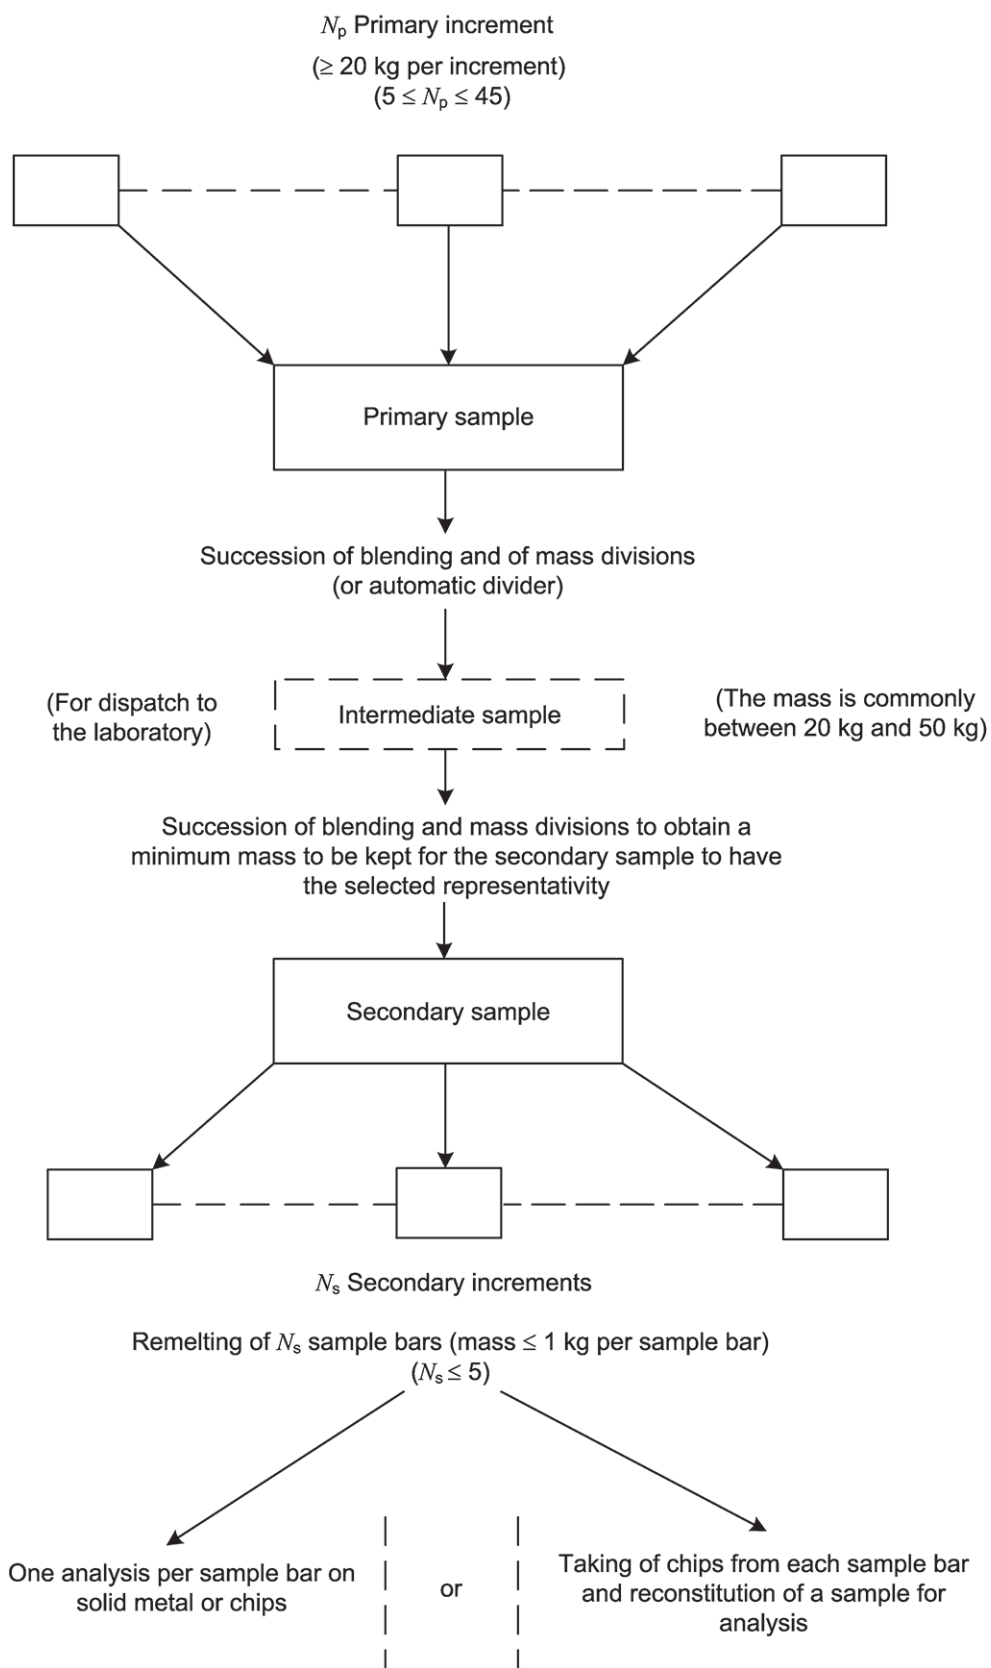 Np Primary increment
(≥ 20 kg per increment)
(5 ≤ Np ≤ 45)
Primary sample
Succession of blending and of mass divisions
(or automatic divider)
(For dispatch to
the laboratory)
Intermediate sample
(The mass is commonly
between 20 kg and 50 kg)
Succession of blending and mass divisions to obtain a
minimum mass to be kept for the secondary sample to have
the selected representativity
Secondary sample
Ns Secondary increments
Remelting of Ns sample bars (mass ≤ 1 kg per sample bar)
(Ns ≤ 5)
One analysis per sample bar on
solid metal or chips
or
Taking of chips from each sample bar
and reconstitution of a sample for
analysis